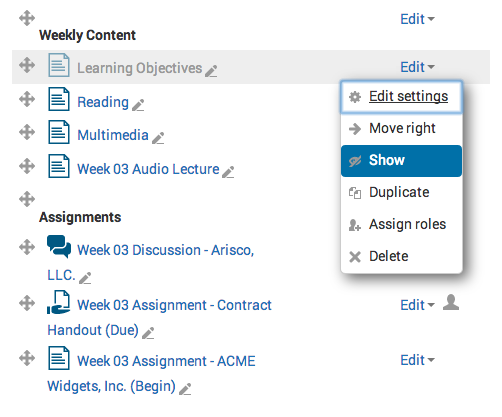 Edit
Weekly Content
Learning Objectives Edit
Edit settings
Reading
Move right
Multimedia
Show
Week 03 Audio Lecture
Duplicate
Assignments
Assign roles
Week 03 Discussion - Arisco,
Delete
LLC.
Week 03 Assignment - Contract Edit
Handout (Due)
Week 03 Assignment - ACME Edit
Widgets, Inc. (Begin)